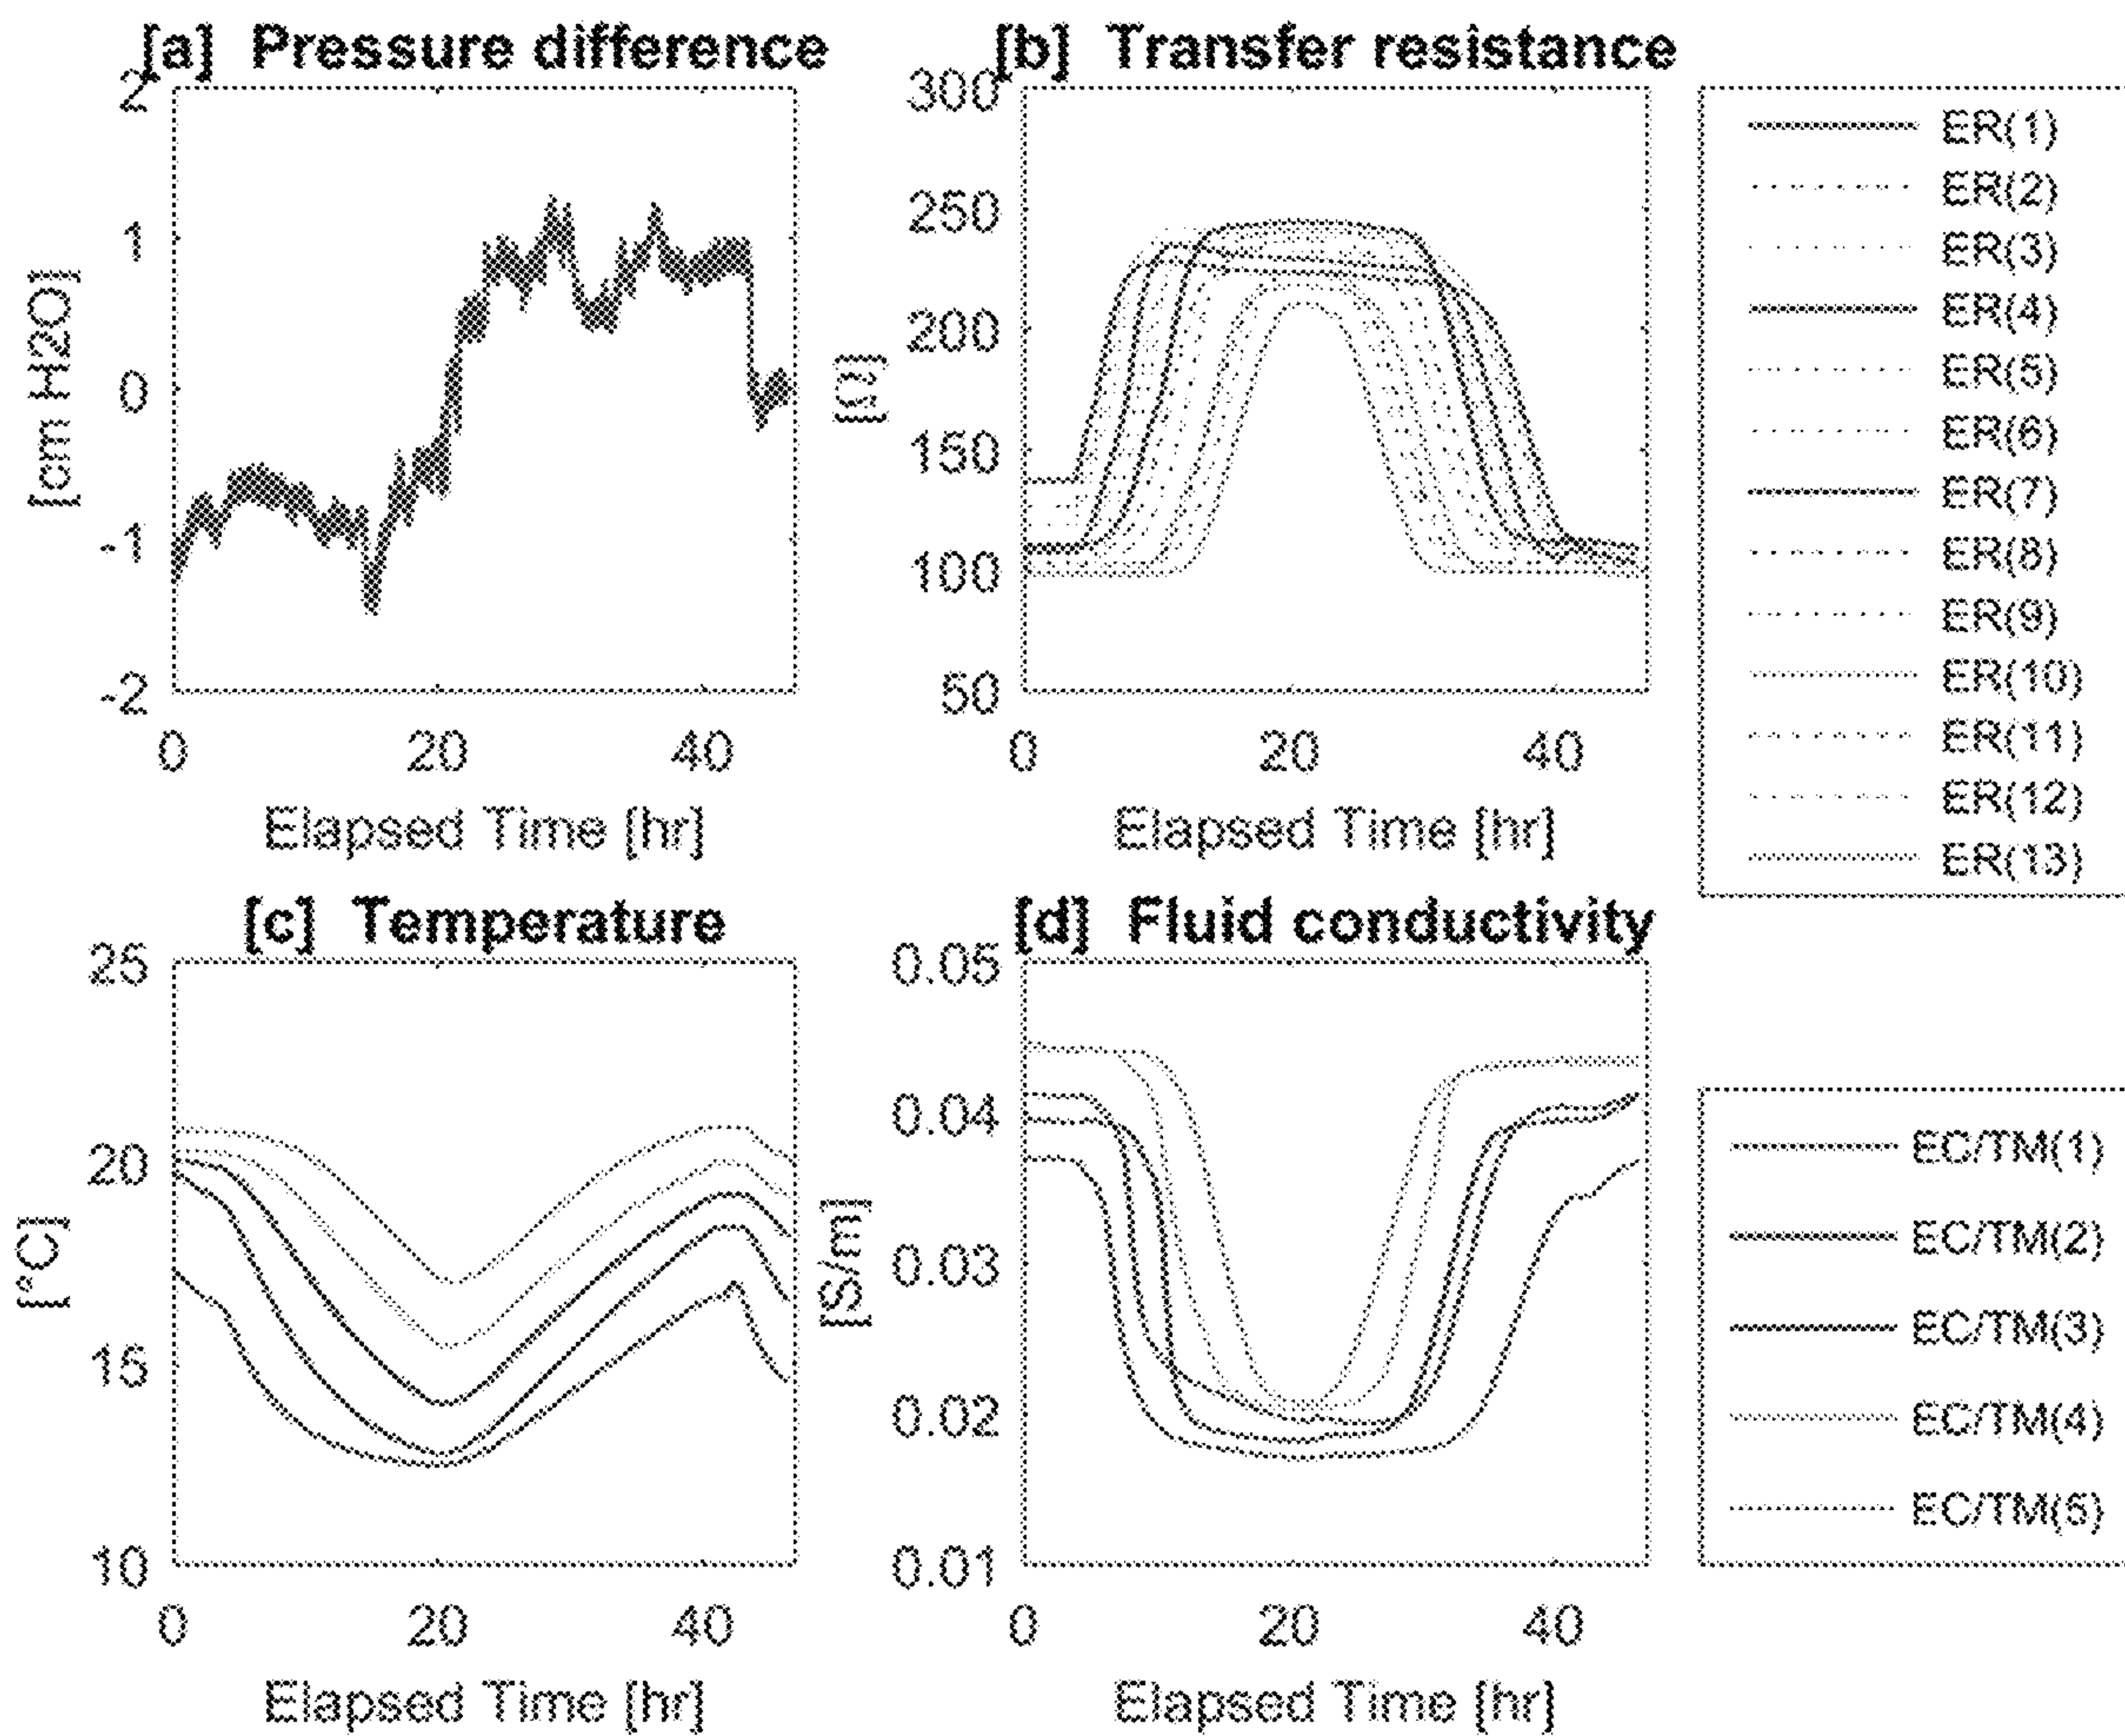 [a] Pressure difference
2
1
0
-1
-2
[cm H2O]
0 20 40
Elapsed Time [hr]
[b] Transfer resistance
300
250
200
150
100
50
[Ω]
0 20 40
Elapsed Time [hr]
ER(1)
ER(2)
ER(3)
ER(4)
ER(5)
ER(6)
ER(7)
ER(8)
ER(9)
ER(10)
ER(11)
ER(12)
ER(13)
[c] Temperature
25
20
15
10
[°C]
0 20 40
Elapsed Time [hr]
[d] Fluid conductivity
0.05
0.04
0.03
0.02
0.01
[S/m]
0 20 40
Elapsed Time [hr]
EC/TM(1)
EC/TM(2)
EC/TM(3)
EC/TM(4)
EC/TM(5)